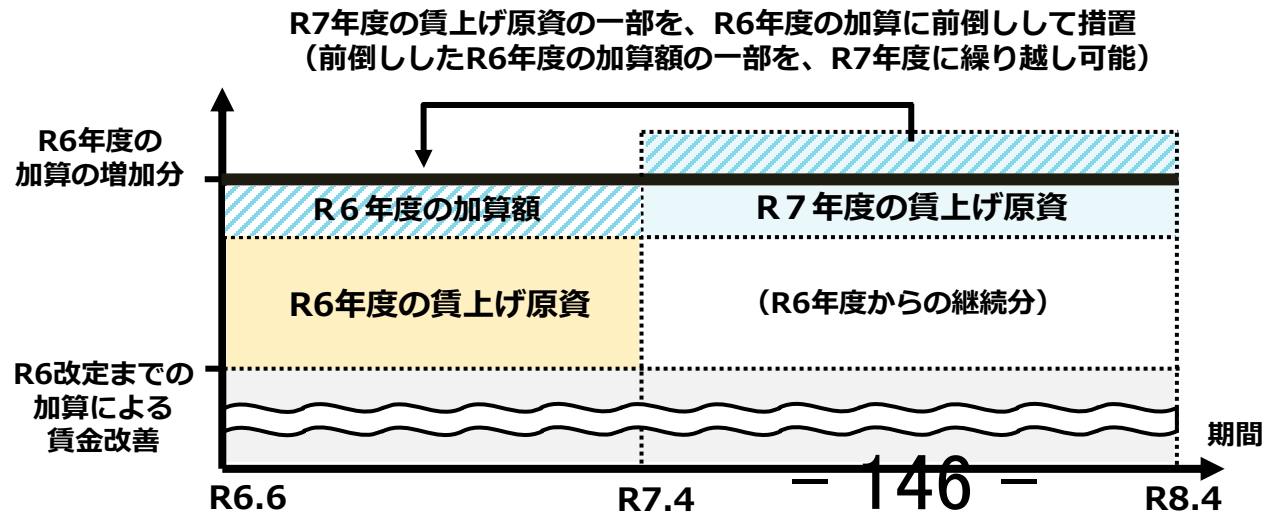 R7年度の賃上げ原資の一部を、R6年度の加算に前倒しして措置
（前倒ししたR6年度の加算額の一部を、R7年度に繰り越し可能）
R6年度の
加算の増加分
R６年度の加算額
R７年度の賃上げ原資
R6年度の賃上げ原資
（R6年度からの継続分）
R6改定までの
加算による
賃金改善
期間
R6.6
R7.4
− 146 −
R8.4